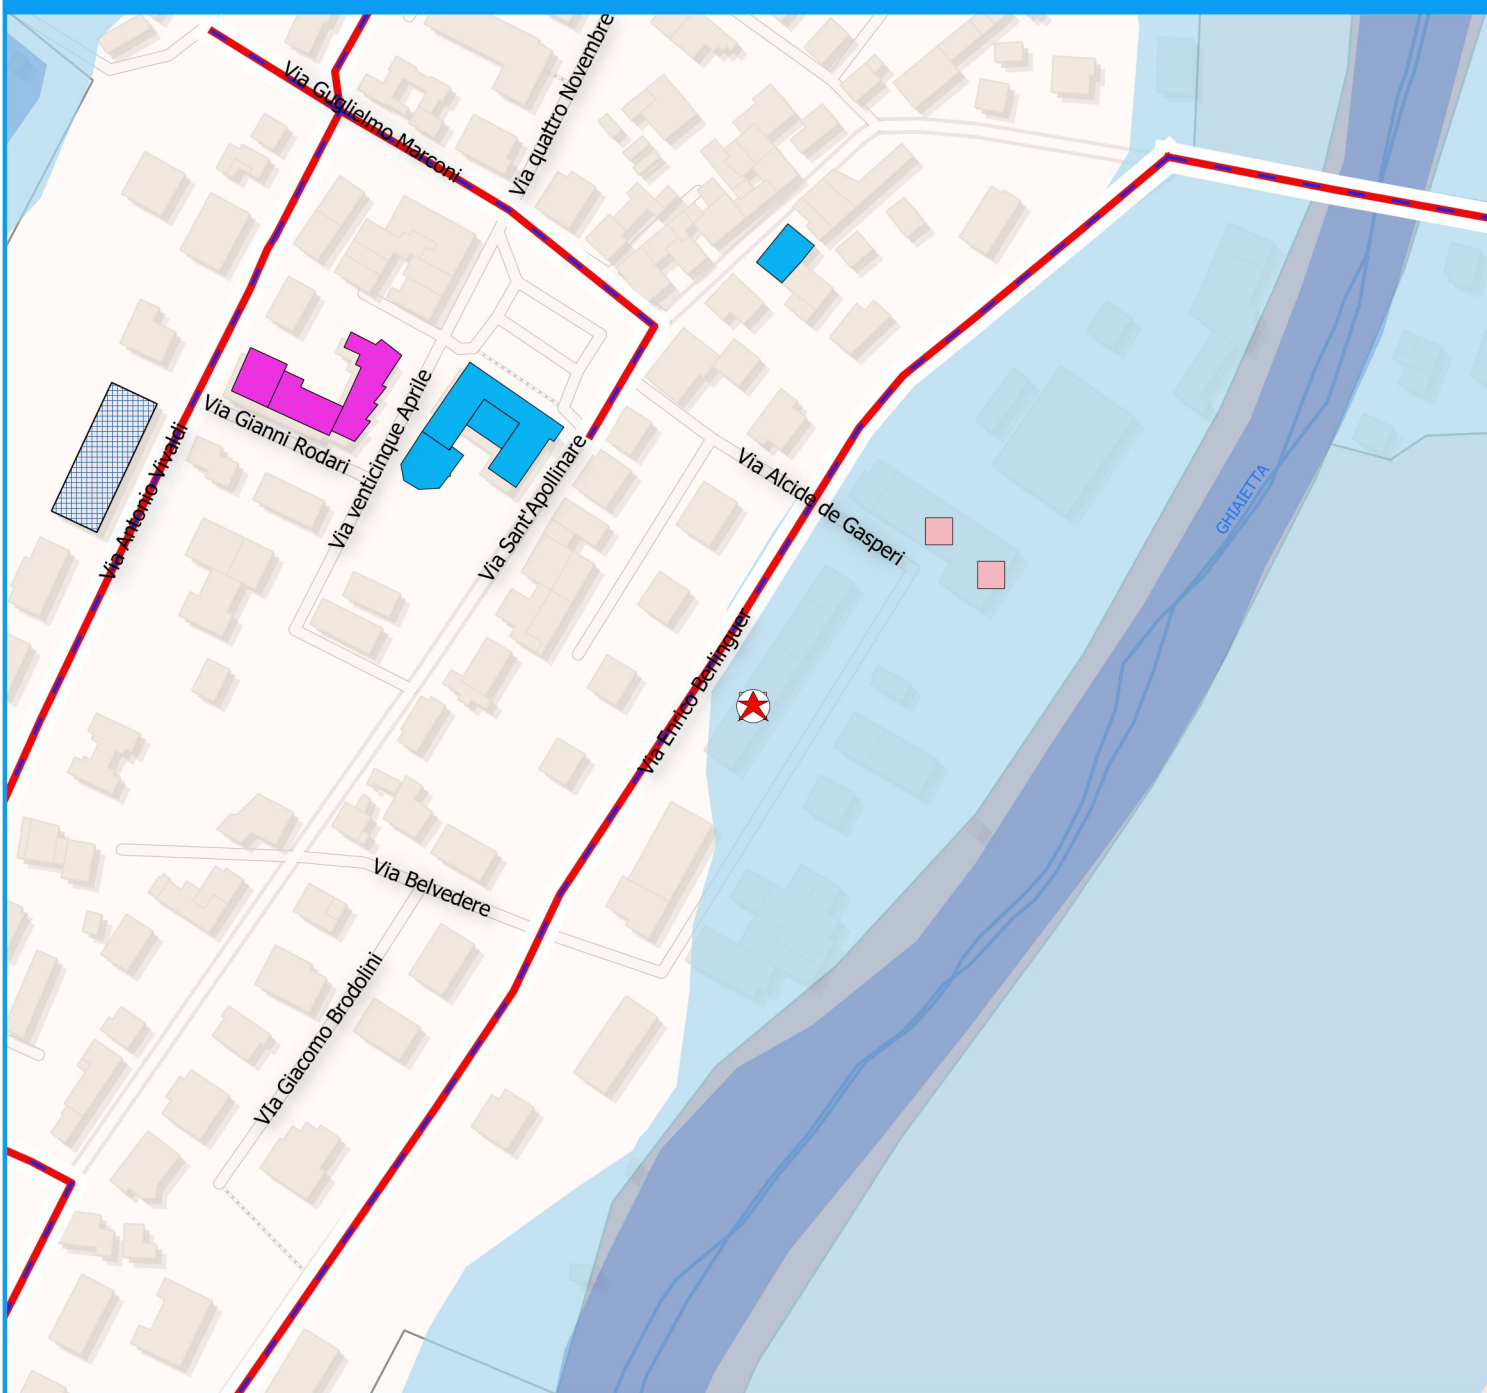 Via Guglielmo Marconi
Via quattro Novembre
Via Gianni Rodari
Via venticinque Aprile
Via Antonio Vivaldi
Via Sant'Apollinare
Via Alcide de Gasperi
GHIAIETTA
Via Enrico Berlinguer
Via Belvedere
VIa Giacomo Brodolini